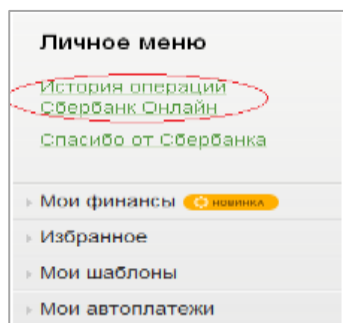 Личное меню
История операций
Сбербанк Онлайн
Спасибо от Сбербанка
Мои финансы НОВИНКА
Избранное
Мои шаблоны
Мои автоплатежи